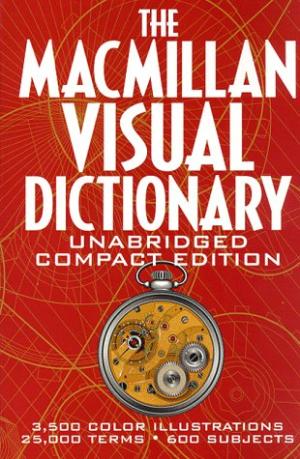 THE
MACMILLAN
VISUAL
DICTIONARY
UNABRIDGED
COMPACT EDITION
3,500 COLOR ILLUSTRATIONS
25,000 TERMS • 600 SUBJECTS